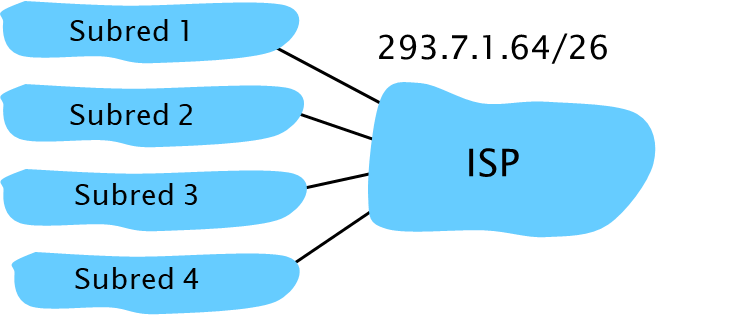 Subred 1
293.7.1.64/26
Subred 2
ISP
Subred 3
Subred 4